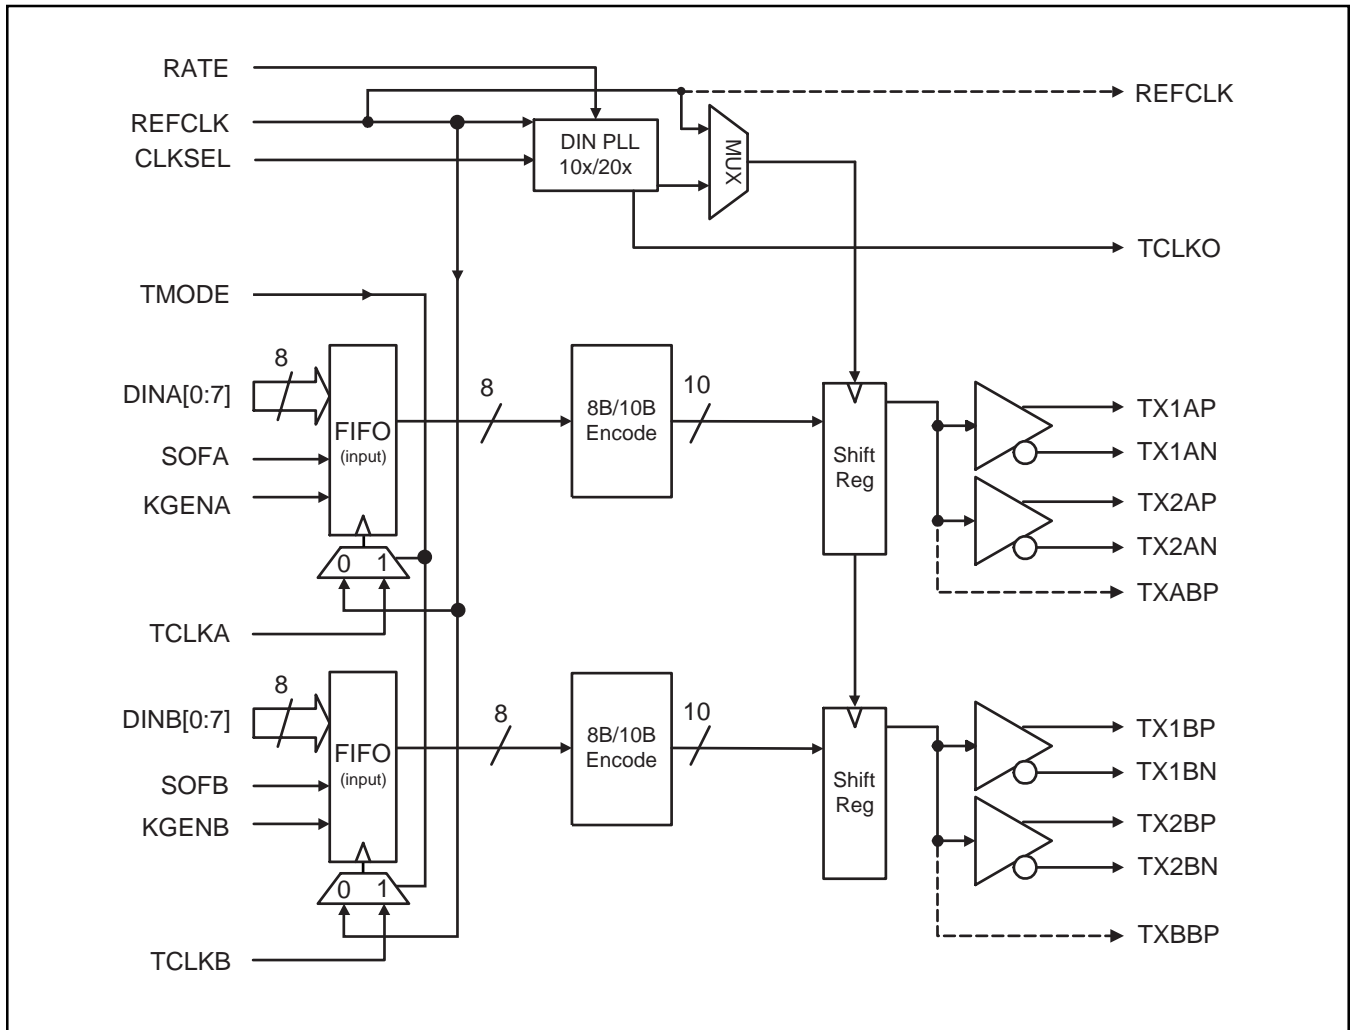 RATE
REFCLK
REFCLK
CLKSEL
DIN PLL
10x/20x
MUX
TCLKO
TMODE
8
DINA[0:7]
FIFO
(input)
SOFA
KGENA
0 1
TCLKA
8
8B/10B
Encode
10
Shift
Reg
TX1AP
TX1AN
TX2AP
TX2AN
TXABP
8
DINB[0:7]
FIFO
(input)
SOFB
KGENB
0 1
TCLKB
8
8B/10B
Encode
10
Shift
Reg
TX1BP
TX1BN
TX2BP
TX2BN
TXBBP